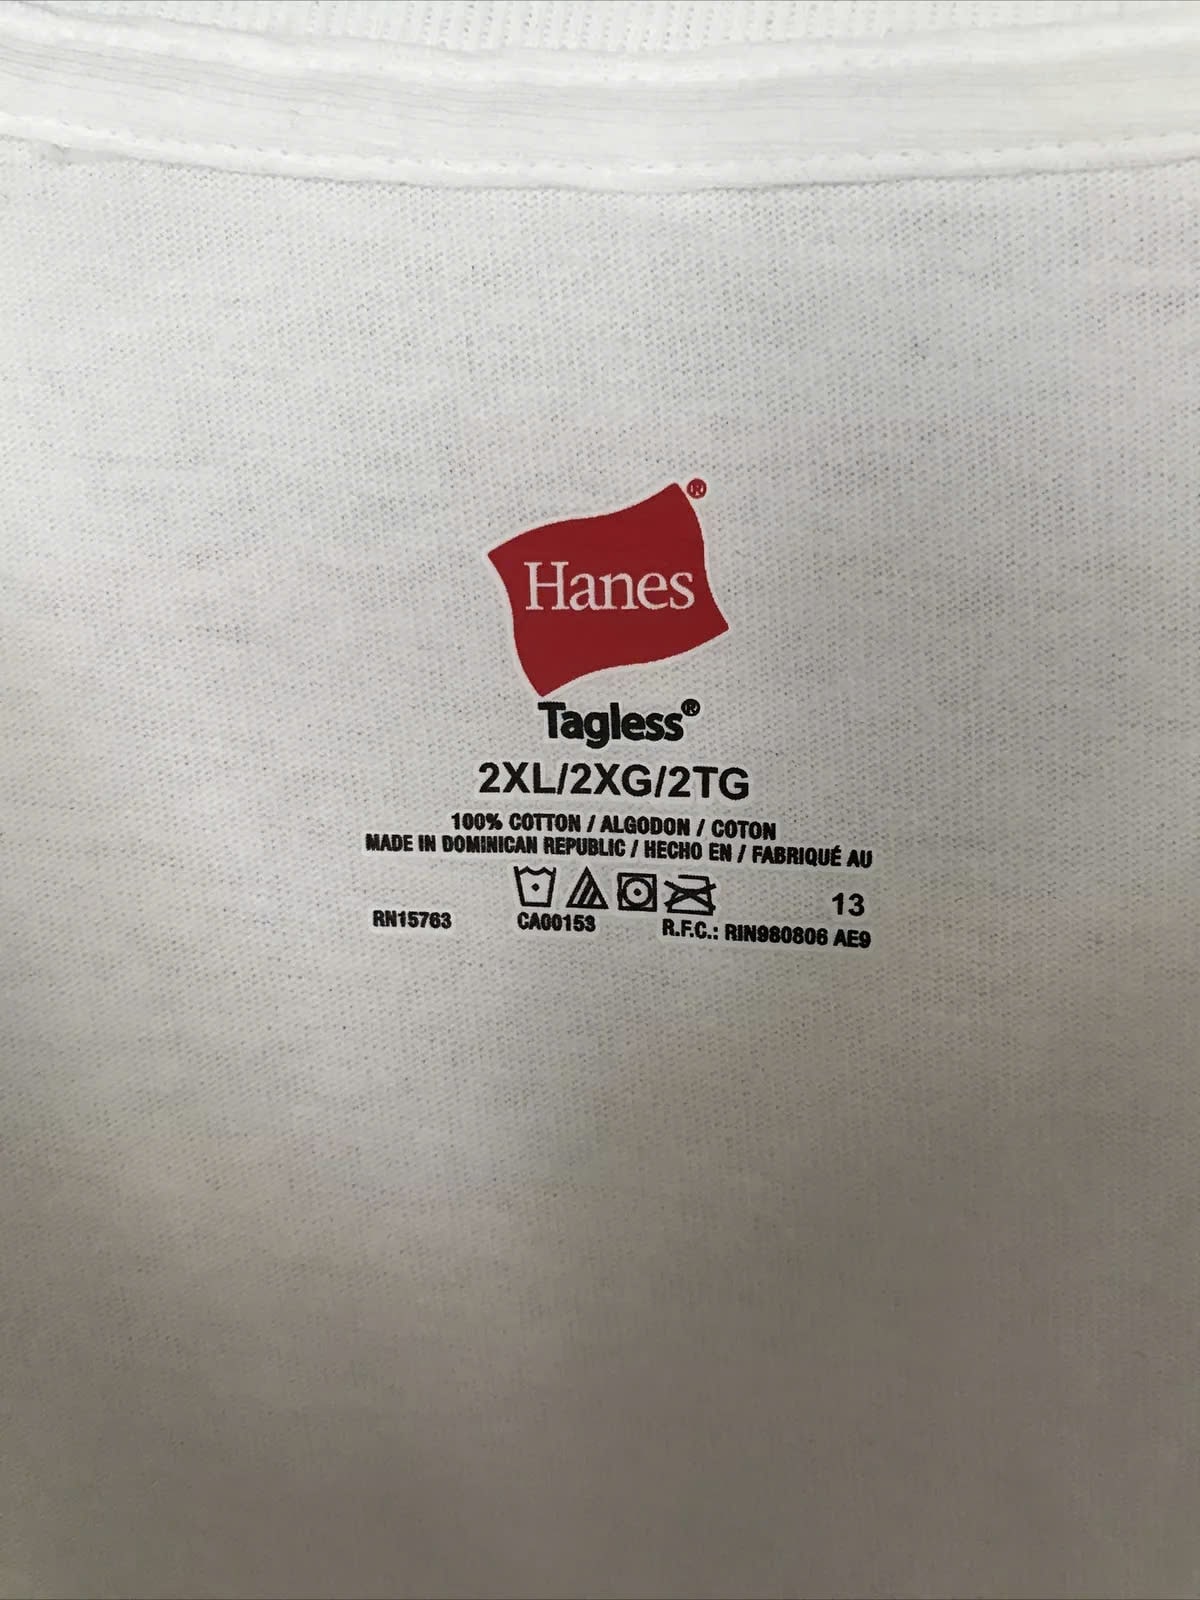 Hanes®
Tagless®
2XL/2XG/2TG
100% COTTON / ALGODON / COTON
MADE IN DOMINICAN REPUBLIC / HECHO EN / FABRIQUÉ AU
13
RN15763 CA00153 R.F.C.: RIN980806 AE9